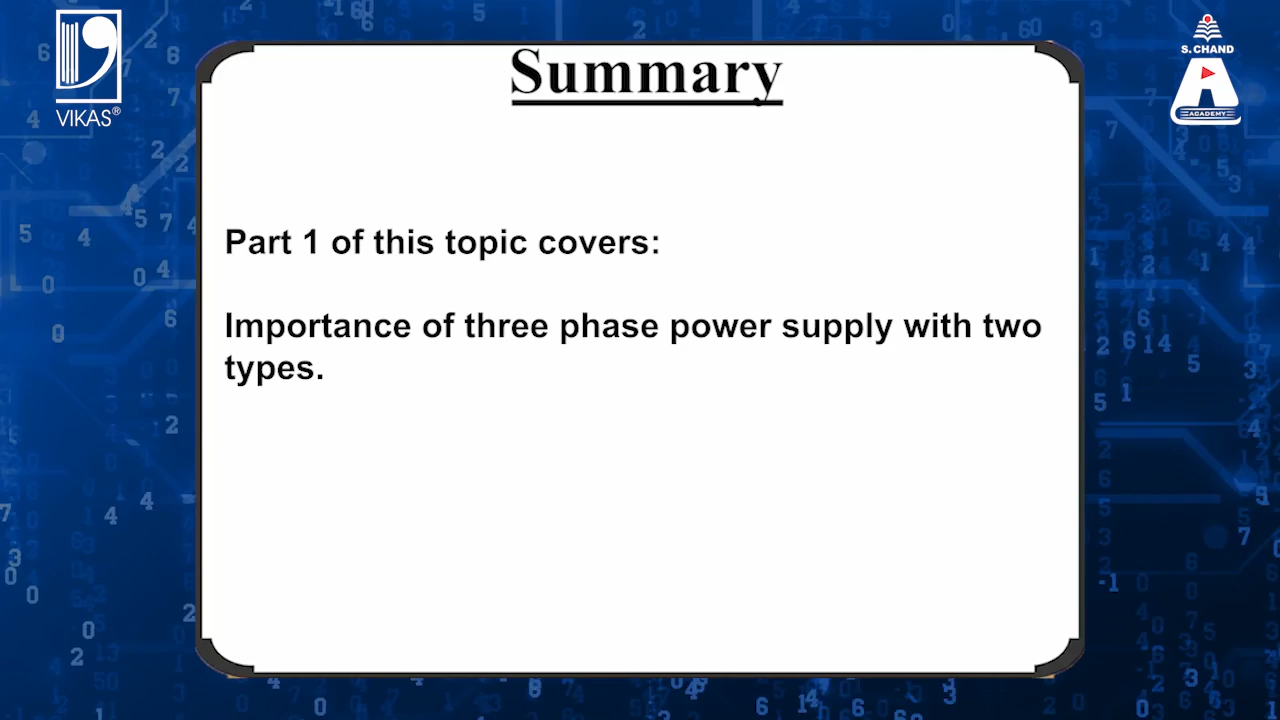 VIKAS®
S. CHAND
ACADEMY
Summary
Part 1 of this topic covers:
Importance of three phase power supply with two
types.